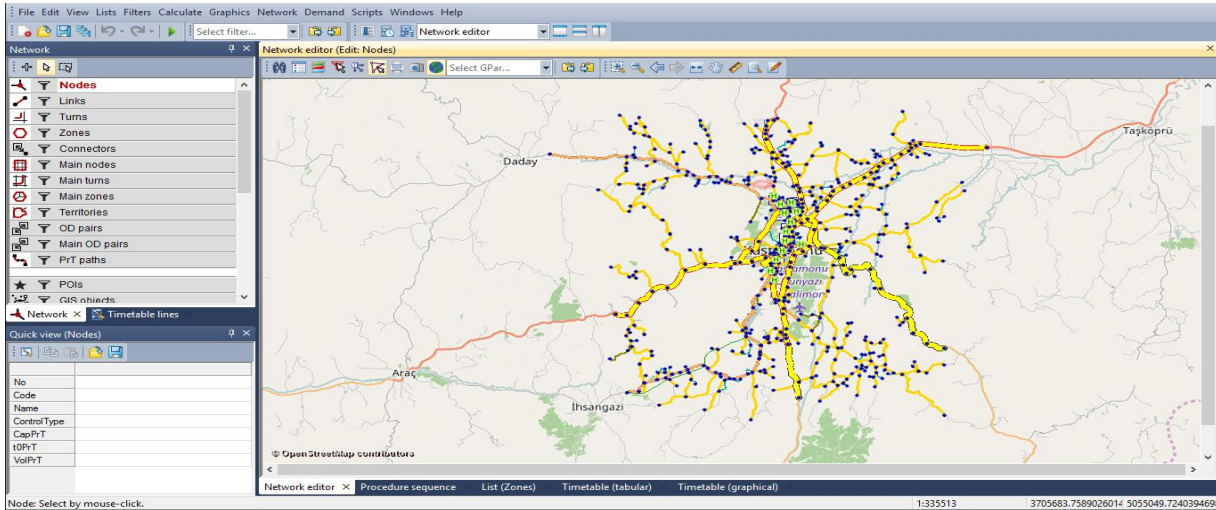 File Edit View Lists Filters Calculate Graphics Network Demand Scripts Windows Help
Select filter...
Network editor
Network
Network editor (Edit: Nodes)
Select GPar...
Nodes
Links
Turns
Zones
Connectors
Main nodes
Main turns
Main zones
Territories
OD pairs
Main OD pairs
PrT paths
POIs
GIS objects
Network
Timetable lines
Quick view (Nodes)
No
Code
Name
ControlType
CapPrT
t0PrT
VolPrT
Taşköprü
Daday
Araç
İhsangazi
© OpenStreetMap contributors
Network editor
Procedure sequence
List (Zones)
Timetable (tabular)
Timetable (graphical)
Node: Select by mouse-click.
1:335513
3705683.7589026014